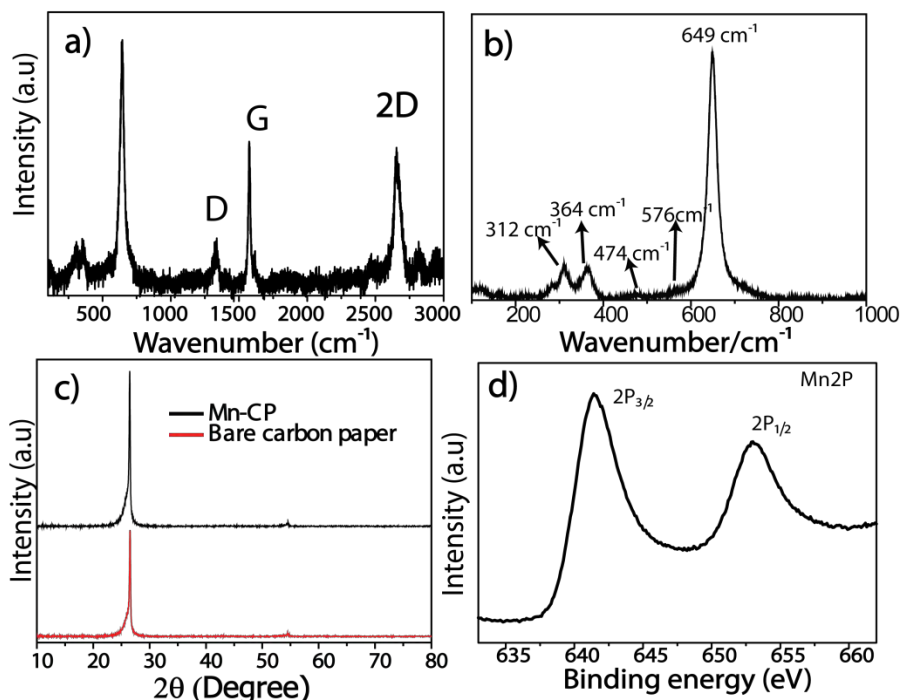 a)
D
G
2D
Intensity (a.u)
500
1000
1500
2000
2500
3000
Wavenumber (cm⁻¹)
b)
649 cm⁻¹
312 cm⁻¹
364 cm⁻¹
474 cm⁻¹
576cm⁻¹
200
400
600
800
1000
Wavenumber/cm⁻¹
c)
Mn-CP
Bare carbon paper
Intensity (a.u)
10
20
30
40
50
60
70
80
2θ (Degree)
d)
Mn2P
2P₃/₂
2P₁/₂
Intensity (a.u)
635
641
645
652
655
660
Binding energy (eV)